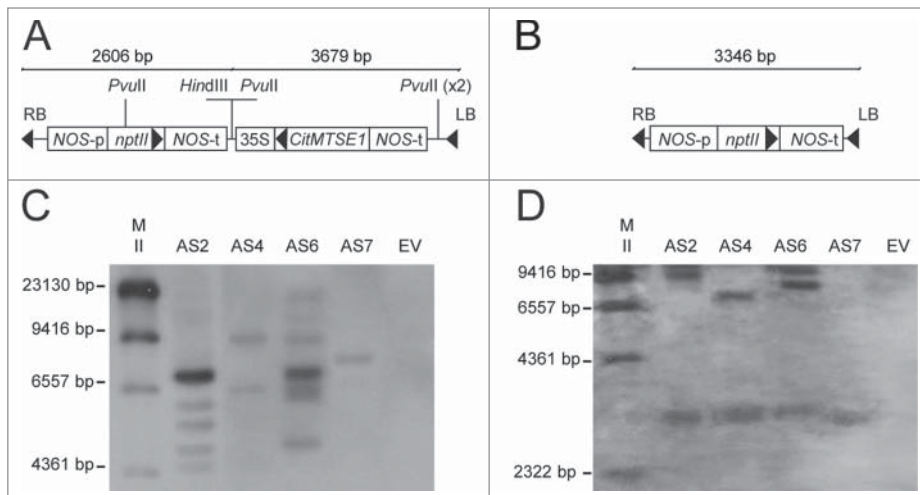 A
2606 bp 3679 bp
PvuII HindIII PvuII PvuII (x2)
RB LB
NOS-p nptII NOS-t 35S CitMTSE1 NOS-t
B
3346 bp
RB LB
NOS-p nptII NOS-t
C
M
II AS2 AS4 AS6 AS7 EV
23130 bp
9416 bp
6557 bp
4361 bp
D
M
II AS2 AS4 AS6 AS7 EV
9416 bp
6557 bp
4361 bp
2322 bp